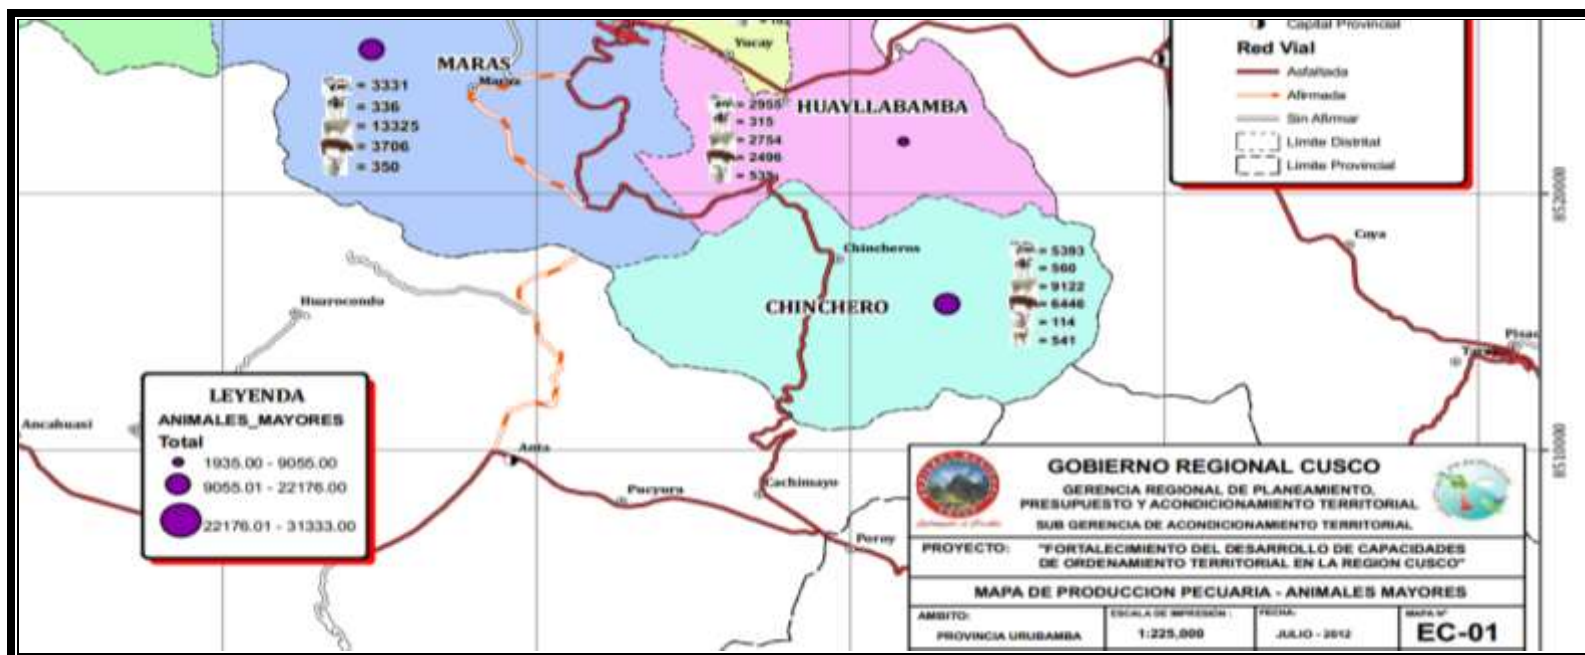 Capital Provincial
Red Vial
Asfaltada
Afirmada
Sin Afirmar
Limite Distrital
Limite Provincial
Yucay
MARAS
Maras
= 3331
= 336
= 13325
= 3706
= 350
HUAYLLABAMBA
= 2955
= 315
= 2754
= 2496
= 535
8520000
Coya
Chincheros
= 5393
= 560
= 9122
= 6446
= 114
= 541
CHINCHERO
Huarocondo
Pisac
LEYENDA
ANIMALES_MAYORES
Total
1935.00 - 9055.00
9055.01 - 22176.00
22176.01 - 31333.00
Ancahuasi
Anta
Pucyura
Cachimayo
Poroy
8510000
GOBIERNO REGIONAL CUSCO
GERENCIA REGIONAL DE PLANEAMIENTO,
PRESUPUESTO Y ACONDICIONAMIENTO TERRITORIAL
SUB GERENCIA DE ACONDICIONAMIENTO TERRITORIAL
PROYECTO: "FORTALECIMIENTO DEL DESARROLLO DE CAPACIDADES
DE ORDENAMIENTO TERRITORIAL EN LA REGION CUSCO"
MAPA DE PRODUCCION PECUARIA - ANIMALES MAYORES
AMBITO: ESCALA DE IMPRESIÓN : FECHA: MAPA N°
PROVINCIA URUBAMBA 1:225,000 JULIO - 2012 EC-01